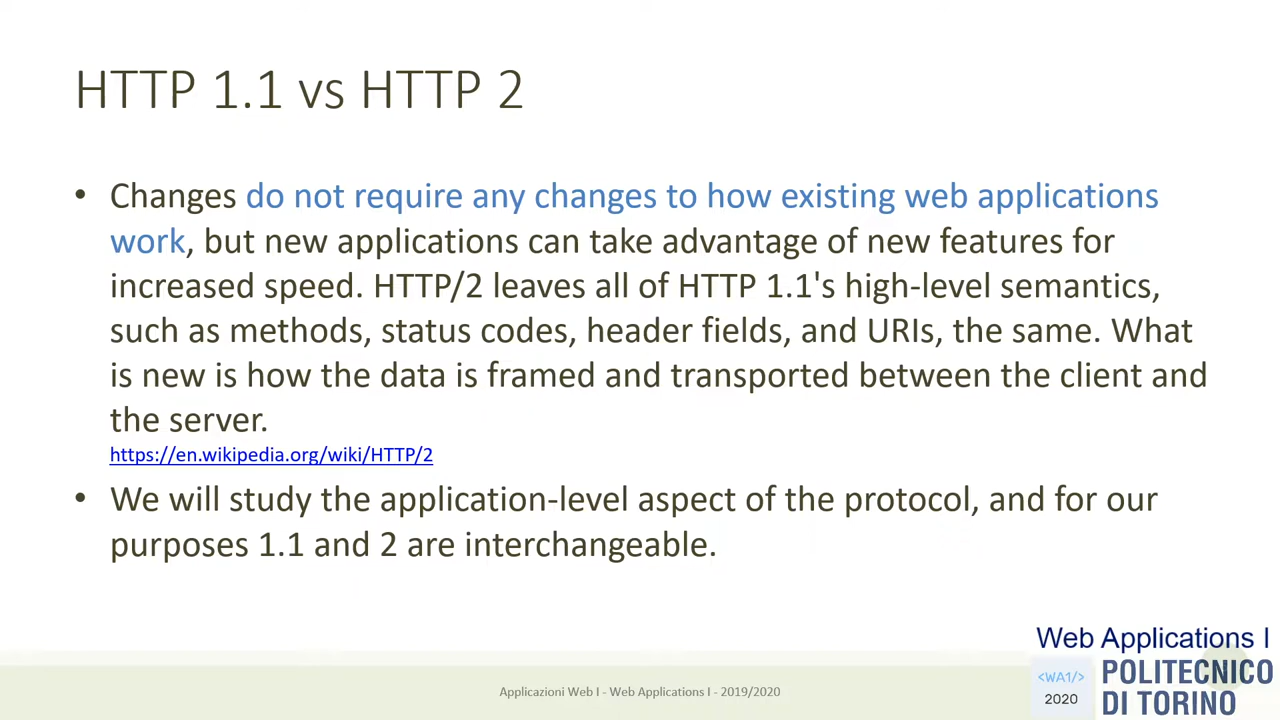 HTTP 1.1 vs HTTP 2
• Changes do not require any changes to how existing web applications
work, but new applications can take advantage of new features for
increased speed. HTTP/2 leaves all of HTTP 1.1's high-level semantics,
such as methods, status codes, header fields, and URIs, the same. What
is new is how the data is framed and transported between the client and
the server.
https://en.wikipedia.org/wiki/HTTP/2
• We will study the application-level aspect of the protocol, and for our
purposes 1.1 and 2 are interchangeable.
Applicazioni Web I - Web Applications I - 2019/2020
Web Applications I
<WA1/>
2020
POLITECNICO
DI TORINO